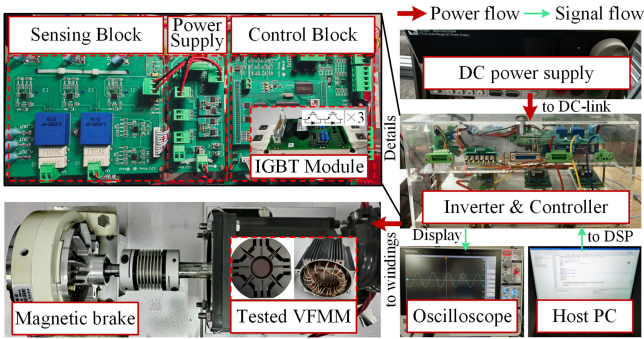 Power flow
Signal flow
Sensing Block
Power
Supply
Control Block
DC power supply
to DC-link
×3
IGBT Module
Details
Inverter & Controller
Display
to DSP
to windings
Magnetic brake
Tested VFMM
Oscilloscope
Host PC